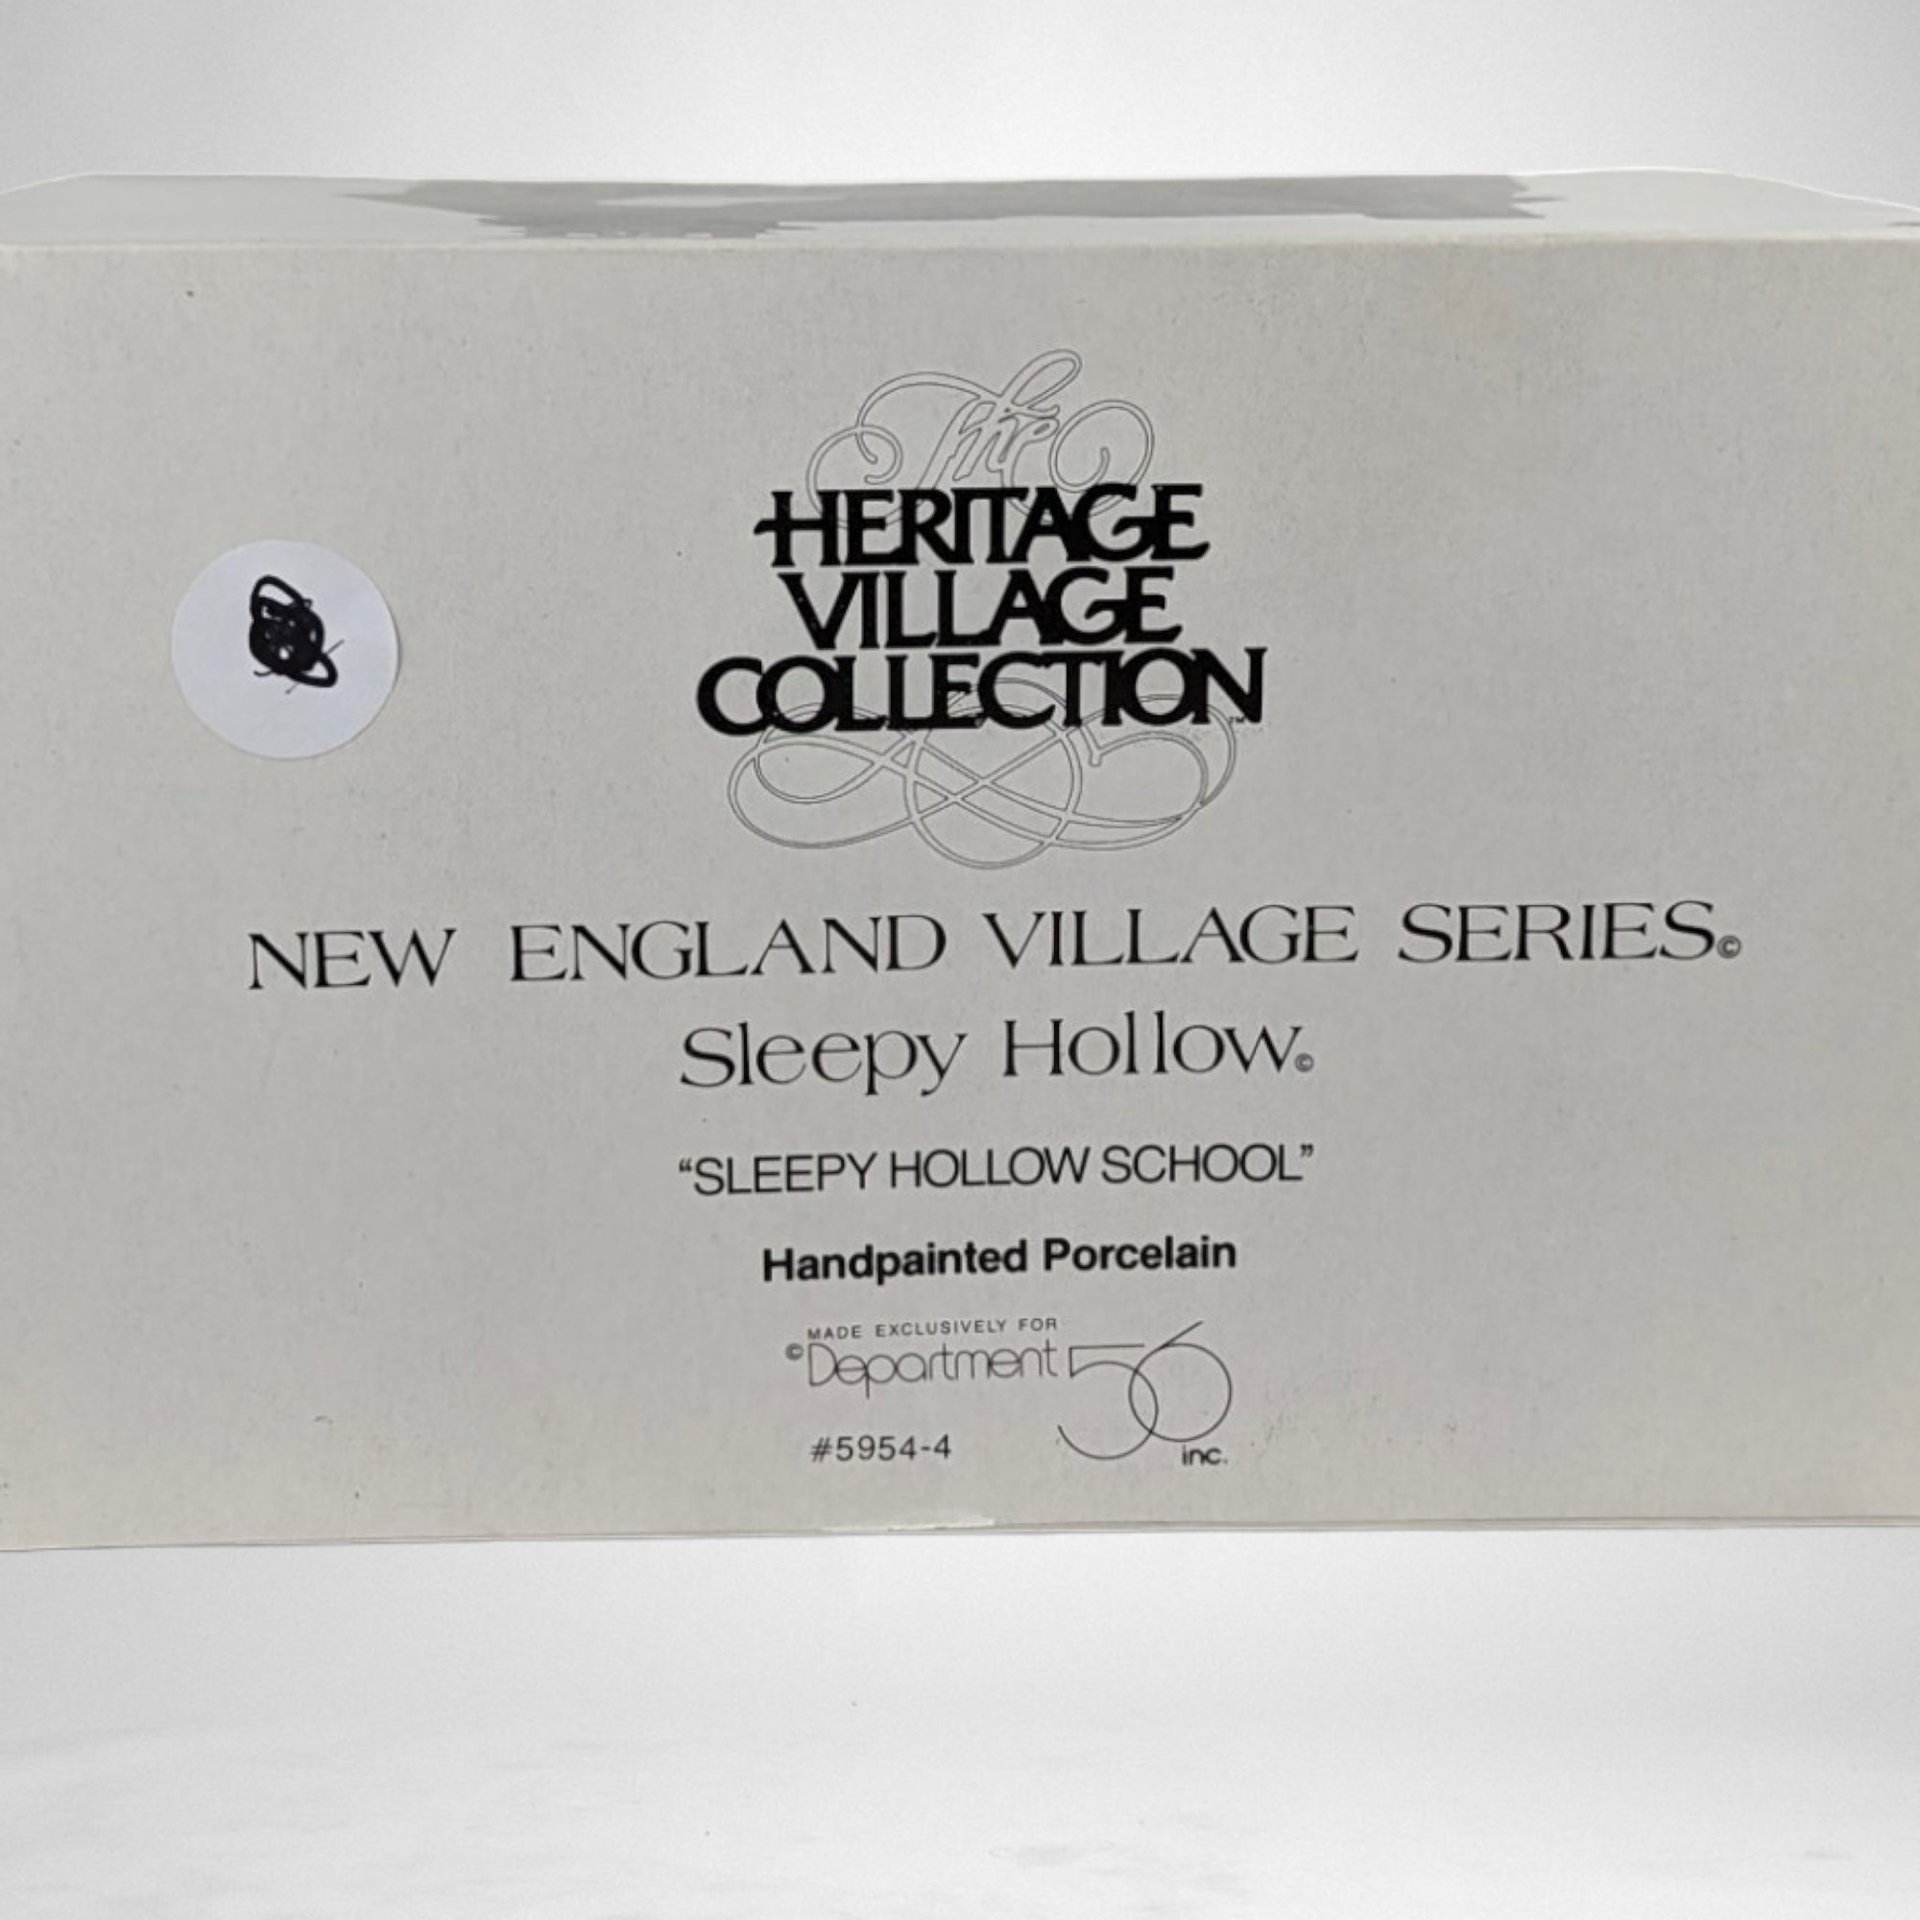 The
HERITAGE
VILLAGE
COLLECTION™
NEW ENGLAND VILLAGE SERIES©
Sleepy Hollow©
“SLEEPY HOLLOW SCHOOL”
Handpainted Porcelain
MADE EXCLUSIVELY FOR
©Department 56
#5954-4 inc.